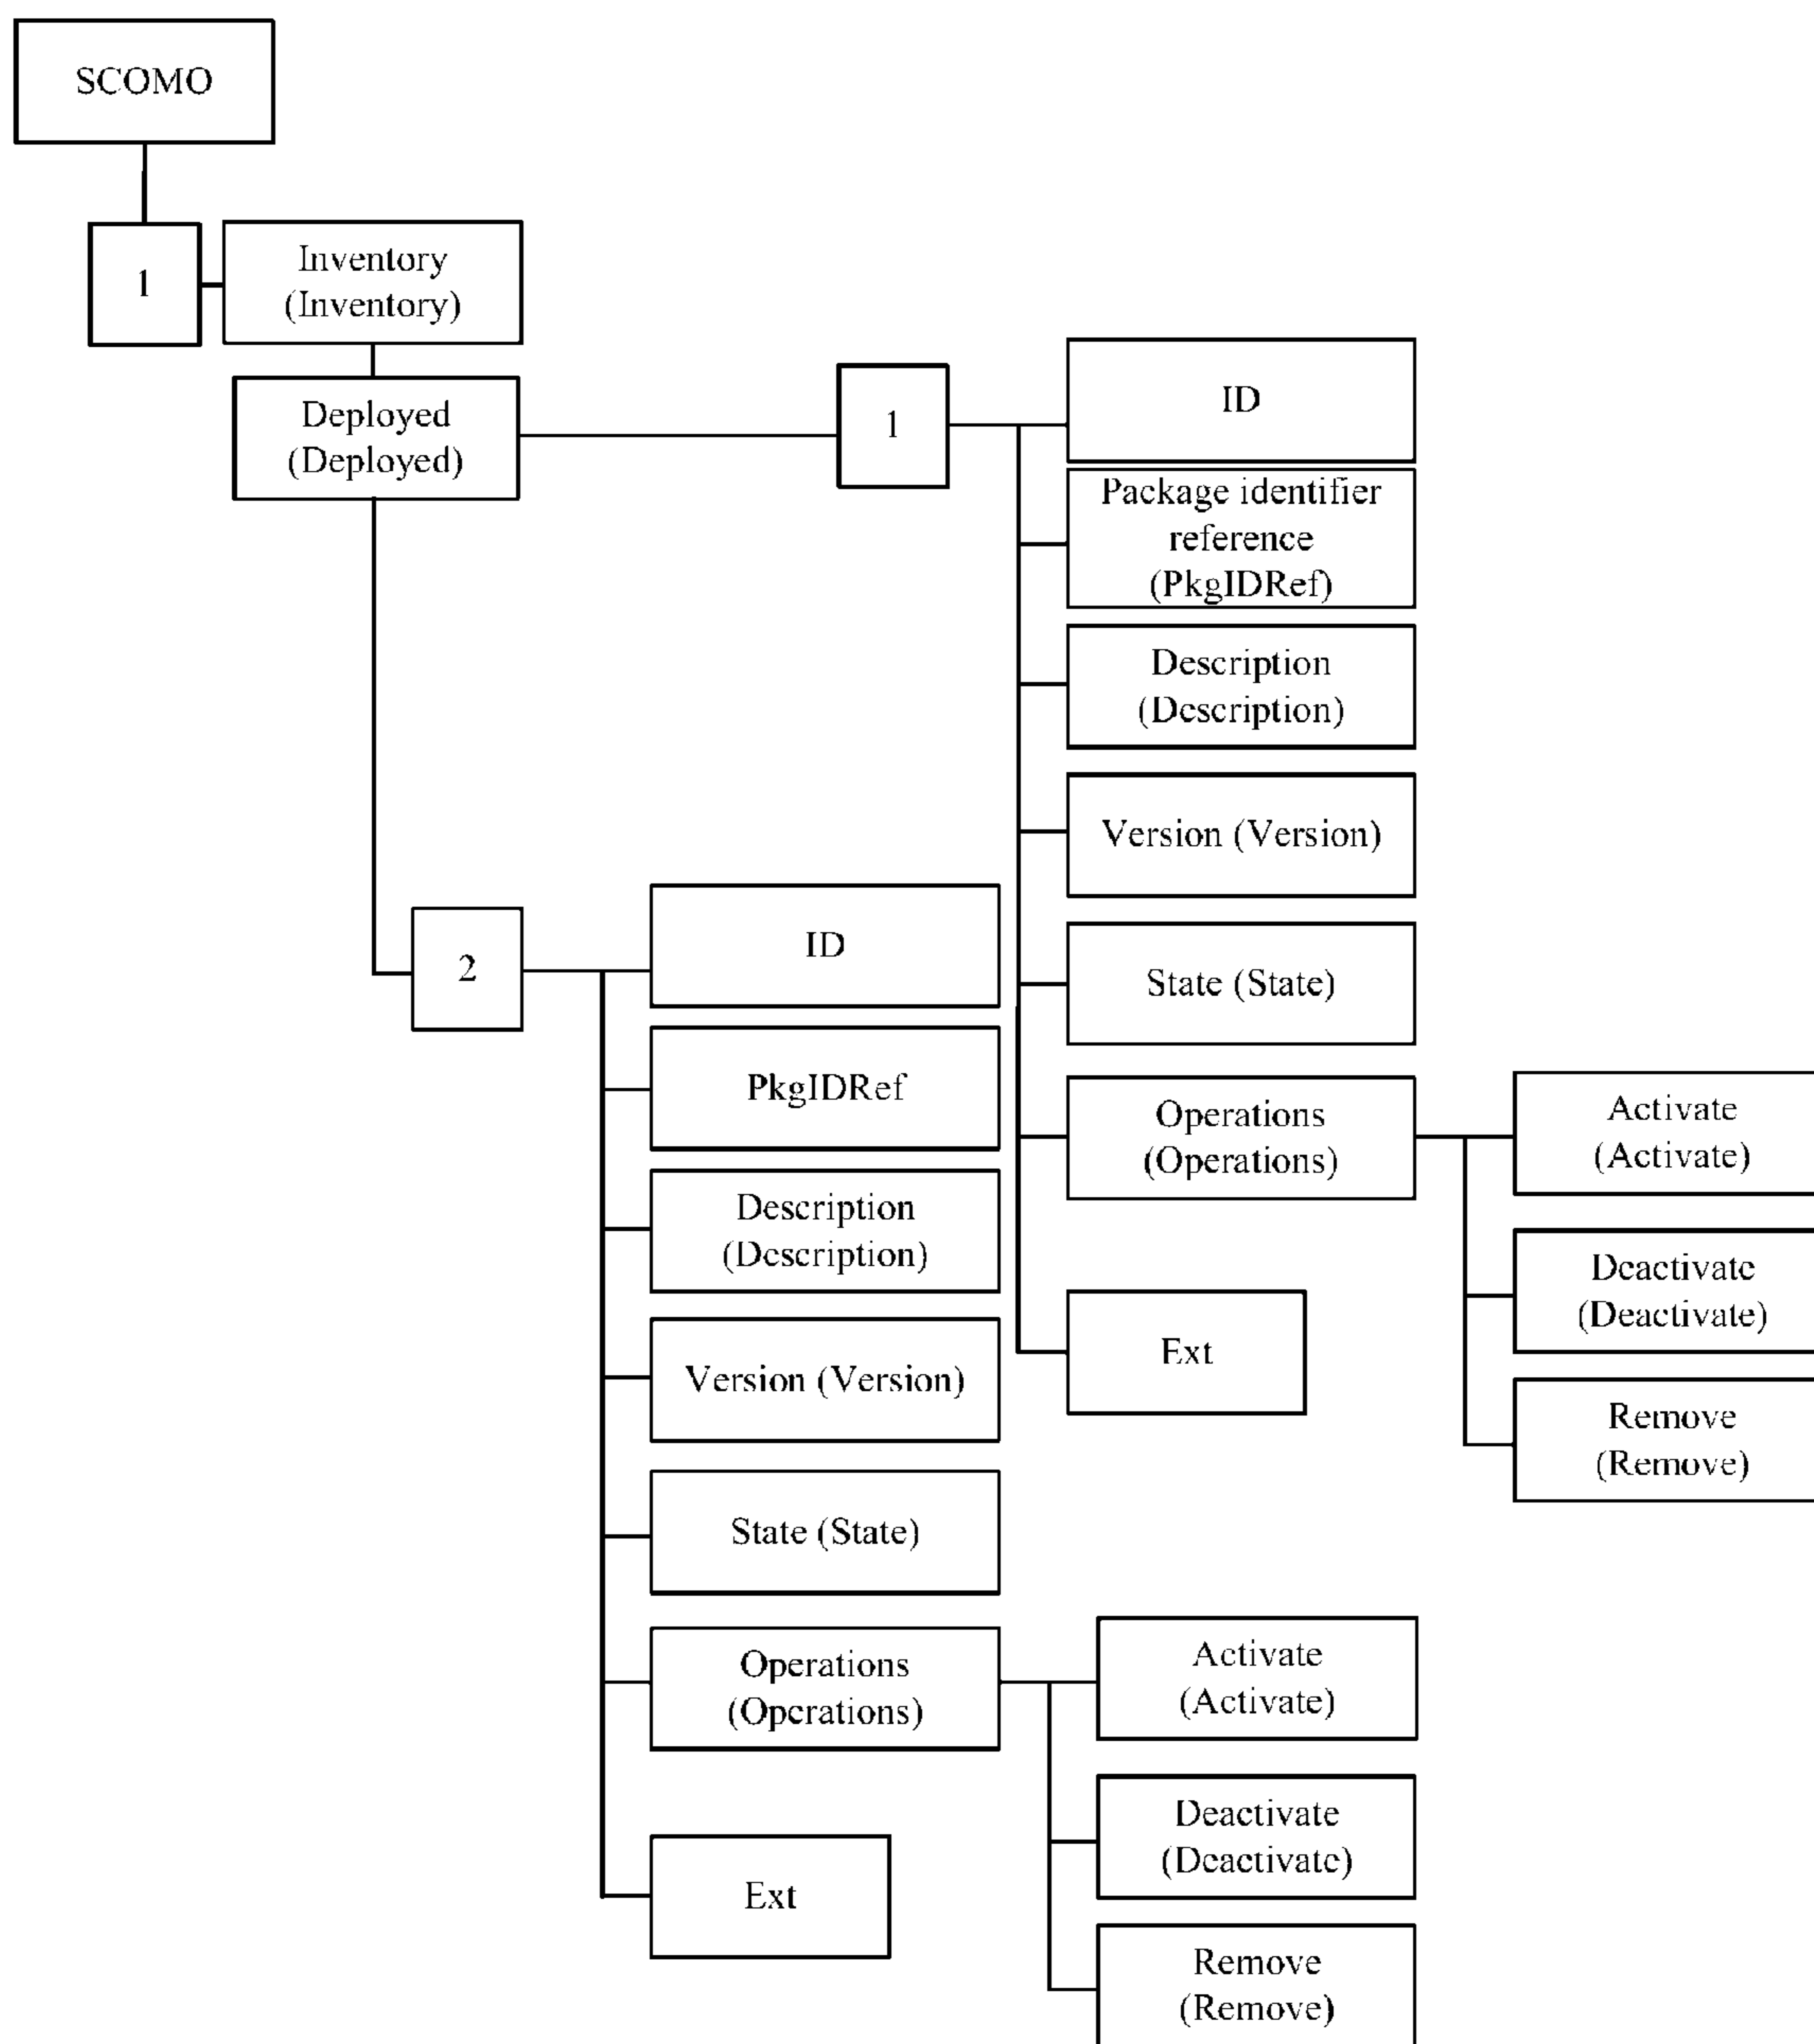 SCOMO
1
Inventory
(Inventory)
Deployed
(Deployed)
1
ID
Package identifier
reference
(PkgIDRef)
Description
(Description)
Version (Version)
State (State)
Operations
(Operations)
Activate
(Activate)
Deactivate
(Deactivate)
Remove
(Remove)
Ext
2
ID
PkgIDRef
Description
(Description)
Version (Version)
State (State)
Operations
(Operations)
Activate
(Activate)
Deactivate
(Deactivate)
Remove
(Remove)
Ext